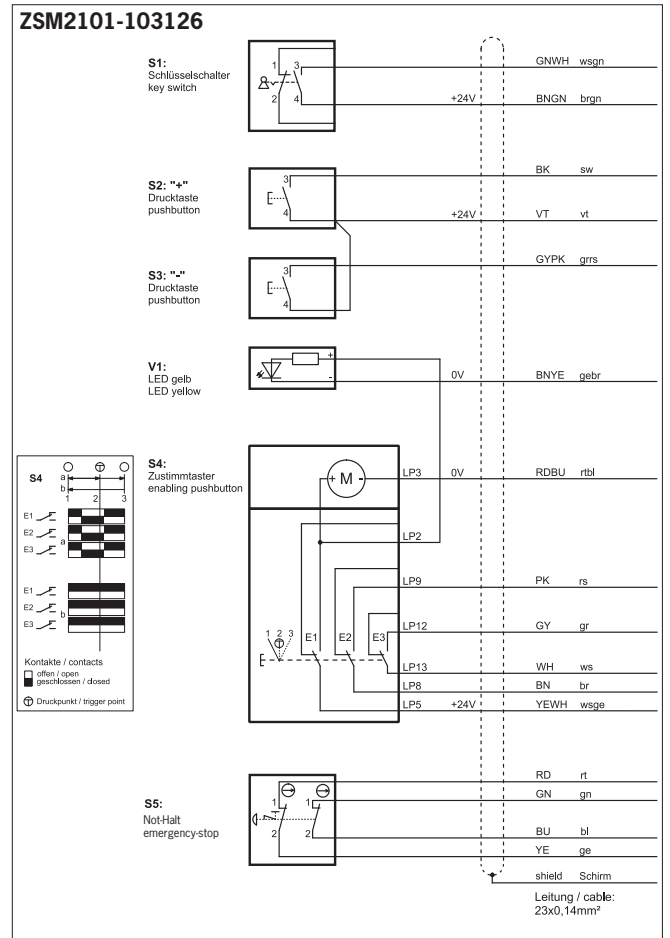 ZSM2101-103126
S1:
Schlüsselschalter
key switch
1 3
2 4
GNWH wsgn
+24V BNGN brgn
S2: "+"
Drucktaste
pushbutton
3
4
BK sw
+24V VT vt
S3: "-"
Drucktaste
pushbutton
3
4
GYPK grrs
V1:
LED gelb
LED yellow
+
-
0V BNYE gebr
S4:
Zustimmtaster
enabling pushbutton
+ M -
LP3 0V RDBU rtbl
LP2
LP9 PK rs
LP12 GY gr
1 2 3
E1 E2 E3
LP13 WH ws
LP8 BN br
LP5 +24V YEWH wsge
S4
a
b
1 2 3
E1
E2
E3
a
E1
E2
E3
b
Kontakte / contacts
offen / open
geschlossen / closed
Druckpunkt / trigger point
S5:
Not-Halt
emergency-stop
1 1
2 2
RD rt
GN gn
BU bl
YE ge
shield Schirm
Leitung / cable:
23x0,14mm²